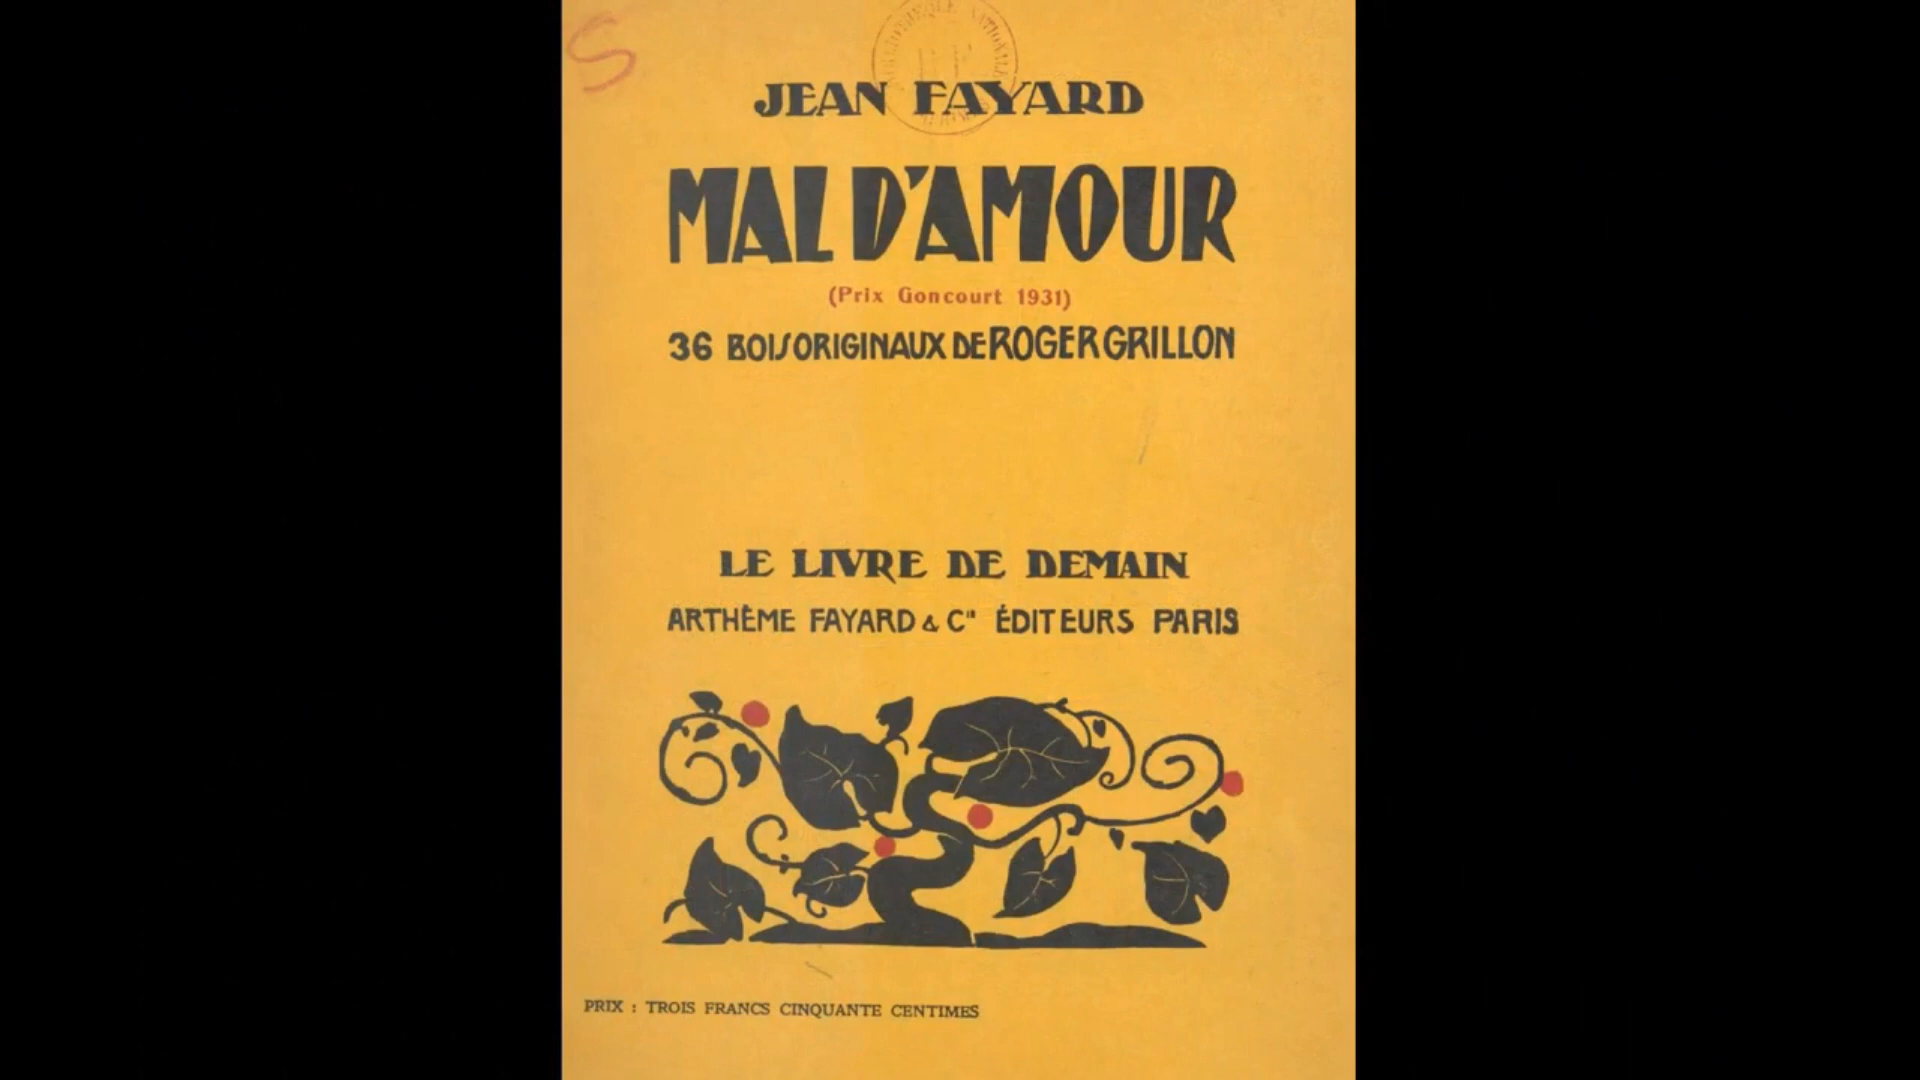 S
JEAN FAYARD
MAL D'AMOUR
(Prix Goncourt 1931)
36 BOIS ORIGINAUX DE ROGER GRILLON
LE LIVRE DE DEMAIN
ARTHÈME FAYARD & Cie ÉDITEURS PARIS
PRIX : TROIS FRANCS CINQUANTE CENTIMES